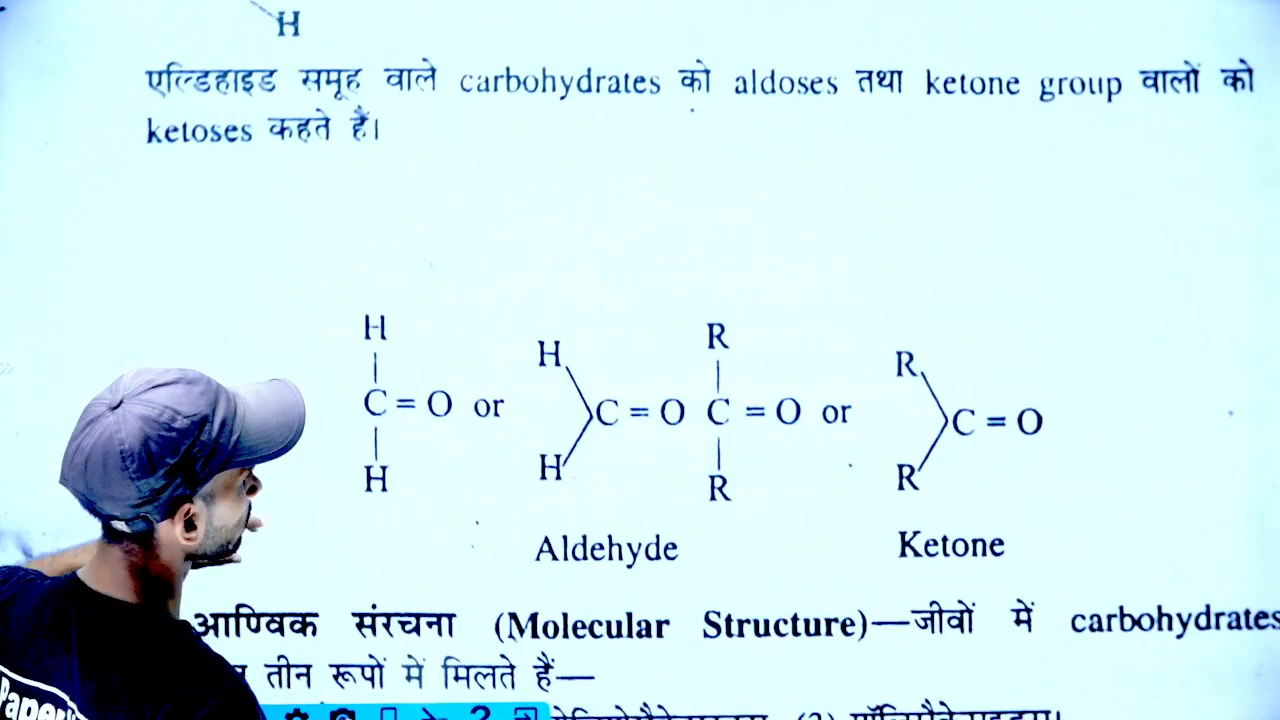 H
एल्डिहाइड समूह वाले carbohydrates को aldoses तथा ketone group वालों को
ketoses कहते हैं।
H H R R
C = O or C = O C = O or C = O
H H R R
Aldehyde Ketone
आण्विक संरचना (Molecular Structure)—जीवों में carbohydrates
तीन रूपों में मिलते हैं—